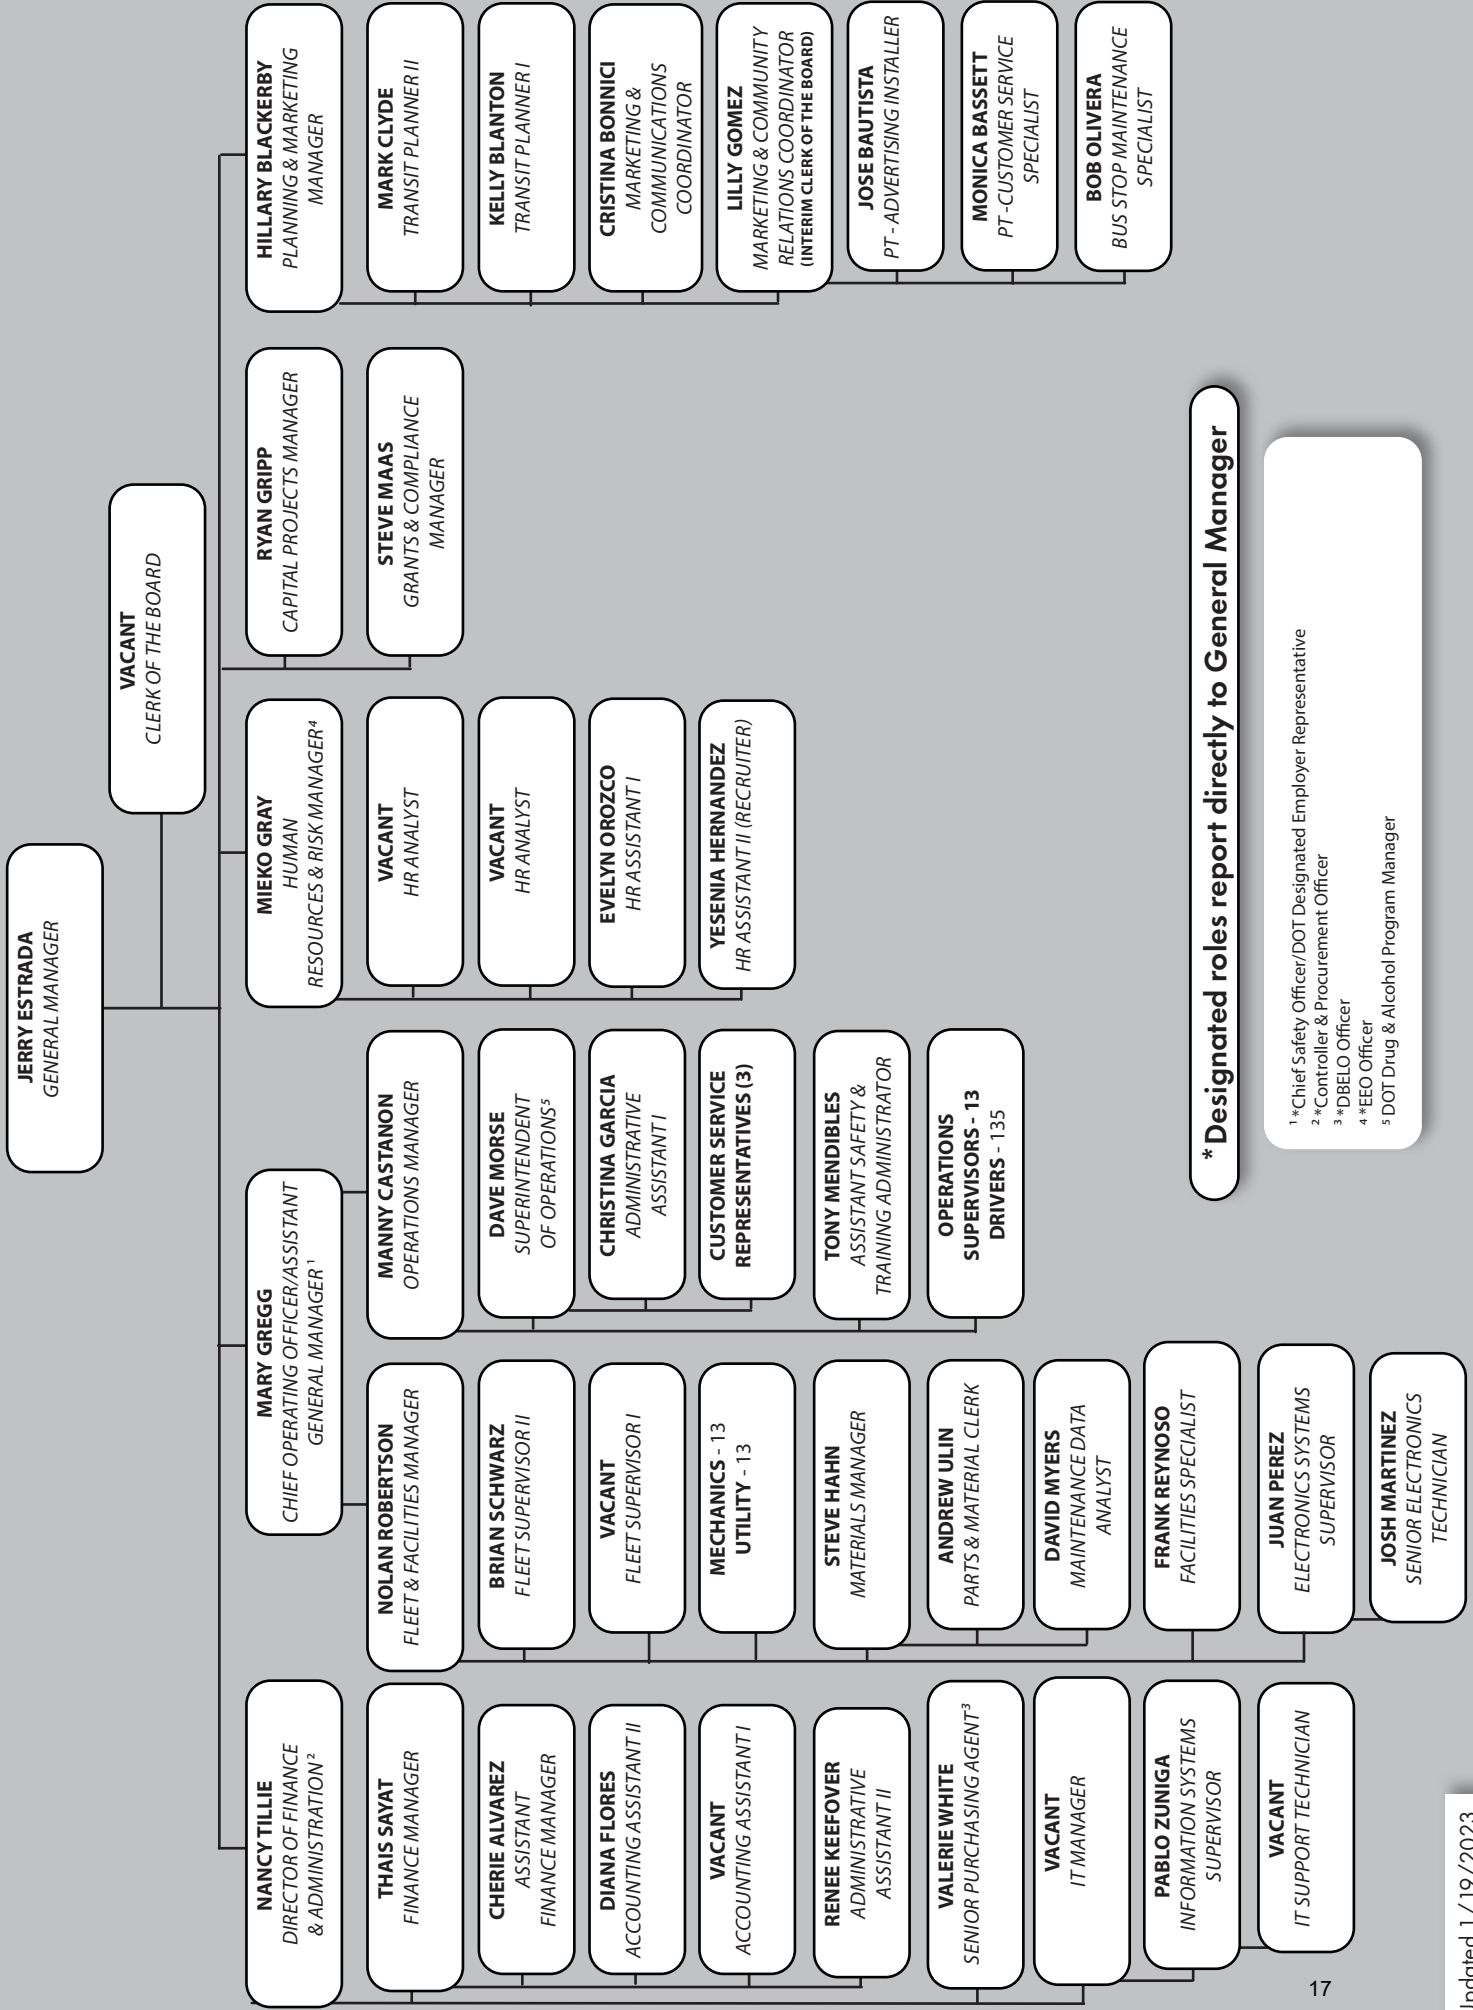 JERRY ESTRADA
GENERAL MANAGER
VACANT
CLERK OF THE BOARD
NANCY TILLIE
DIRECTOR OF FINANCE
& ADMINISTRATION²
THAIS SAYAT
FINANCE MANAGER
CHERIE ALVAREZ
ASSISTANT
FINANCE MANAGER
DIANA FLORES
ACCOUNTING ASSISTANT II
VACANT
ACCOUNTING ASSISTANT I
RENEE KEEFOVER
ADMINISTRATIVE
ASSISTANT II
VALERIE WHITE
SENIOR PURCHASING AGENT³
VACANT
IT MANAGER
PABLO ZUNIGA
INFORMATION SYSTEMS
SUPERVISOR
VACANT
IT SUPPORT TECHNICIAN
MARY GREGG
CHIEF OPERATING OFFICER/ASSISTANT
GENERAL MANAGER¹
NOLAN ROBERTSON
FLEET & FACILITIES MANAGER
BRIAN SCHWARZ
FLEET SUPERVISOR II
VACANT
FLEET SUPERVISOR I
MECHANICS - 13
UTILITY - 13
STEVE HAHN
MATERIALS MANAGER
ANDREW ULIN
PARTS & MATERIAL CLERK
DAVID MYERS
MAINTENANCE DATA
ANALYST
FRANK REYNOSO
FACILITIES SPECIALIST
JUAN PEREZ
ELECTRONICS SYSTEMS
SUPERVISOR
JOSH MARTINEZ
SENIOR ELECTRONICS
TECHNICIAN
MANNY CASTANON
OPERATIONS MANAGER
DAVE MORSE
SUPERINTENDENT
OF OPERATIONS⁵
CHRISTINA GARCIA
ADMINISTRATIVE
ASSISTANT I
CUSTOMER SERVICE
REPRESENTATIVES (3)
TONY MENDIBLES
ASSISTANT SAFETY &
TRAINING ADMINISTRATOR
OPERATIONS
SUPERVISORS - 13
DRIVERS - 135
MIEKO GRAY
HUMAN
RESOURCES & RISK MANAGER⁴
VACANT
HR ANALYST II
VACANT
HR ANALYST
EVELYN OROZCO
HR ASSISTANT I
YESENIA HERNANDEZ
HR ASSISTANT II (RECRUITER)
RYAN GRIPP
CAPITAL PROJECTS MANAGER
STEVE MAAS
GRANTS & COMPLIANCE
MANAGER
HILLARY BLACKERBY
PLANNING & MARKETING
MANAGER
MARK CLYDE
TRANSIT PLANNER II
KELLY BLANTON
TRANSIT PLANNER I
CRISTINA BONNICI
MARKETING &
COMMUNICATIONS
COORDINATOR
LILLY GOMEZ
MARKETING & COMMUNITY
RELATIONS COORDINATOR
(INTERIM CLERK OF THE BOARD)
JOSE BAUTISTA
PT - ADVERTISING INSTALLER
MONICA BASSETT
PT -CUSTOMER SERVICE
SPECIALIST
BOB OLIVERA
BUS STOP MAINTENANCE
SPECIALIST
*Designated roles report directly to General Manager
¹ *Chief Safety Officer/DOT Designated Employer Representative
² *Controller & Procurement Officer
³ *DBELO Officer
⁴ *EEO Officer
⁵ DOT Drug & Alcohol Program Manager
Updated 1/19/2023
17